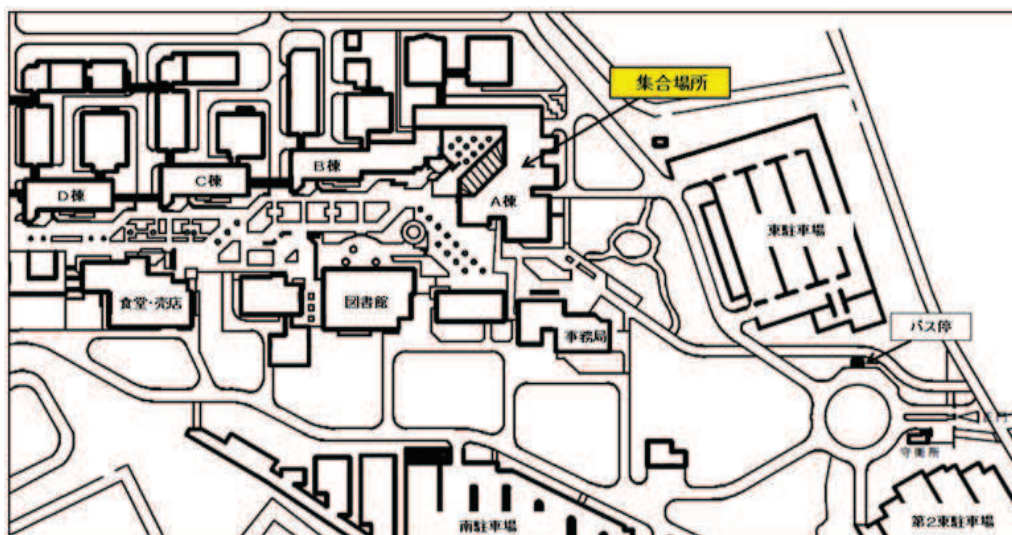 集合場所
B棟
C棟
D棟
A棟
東駐車場
食堂・売店
図書館
事務局
バス停
正門
守衛所
南駐車場
第2東駐車場